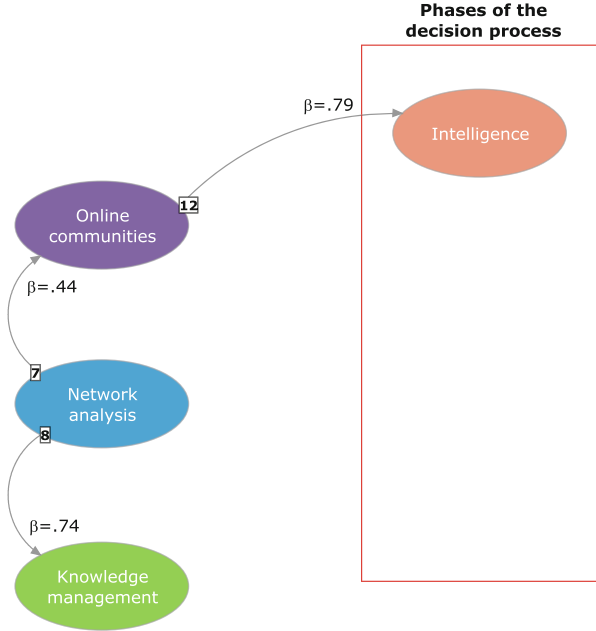 Phases of the
decision process
β=.79
Intelligence
12
Online
communities
β=.44
7
Network
analysis
8
β=.74
Knowledge
management